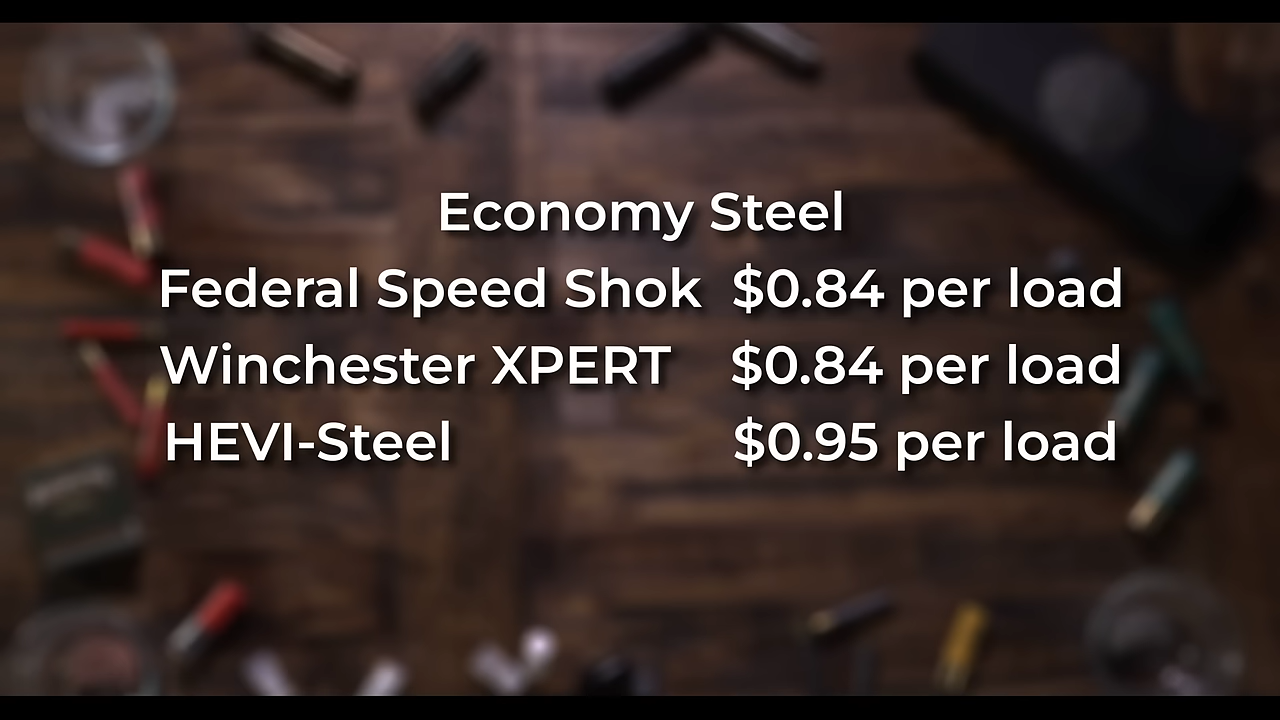 Economy Steel
Federal Speed Shok $0.84 per load
Winchester XPERT $0.84 per load
HEVI-Steel $0.95 per load